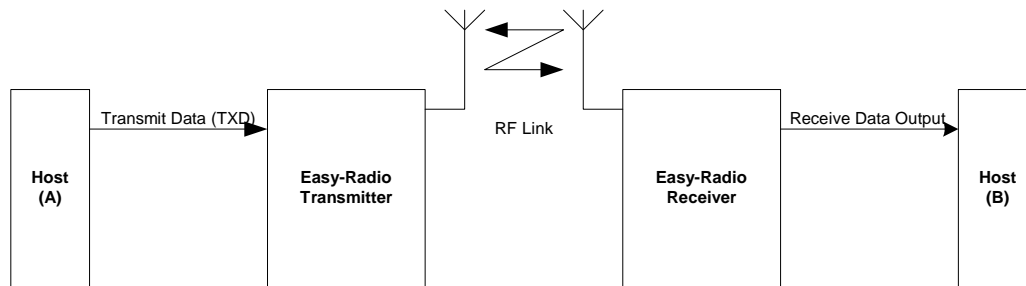 Transmit Data (TXD)
RF Link
Receive Data Output
Host
(A)
Easy-Radio
Transmitter
Easy-Radio
Receiver
Host
(B)